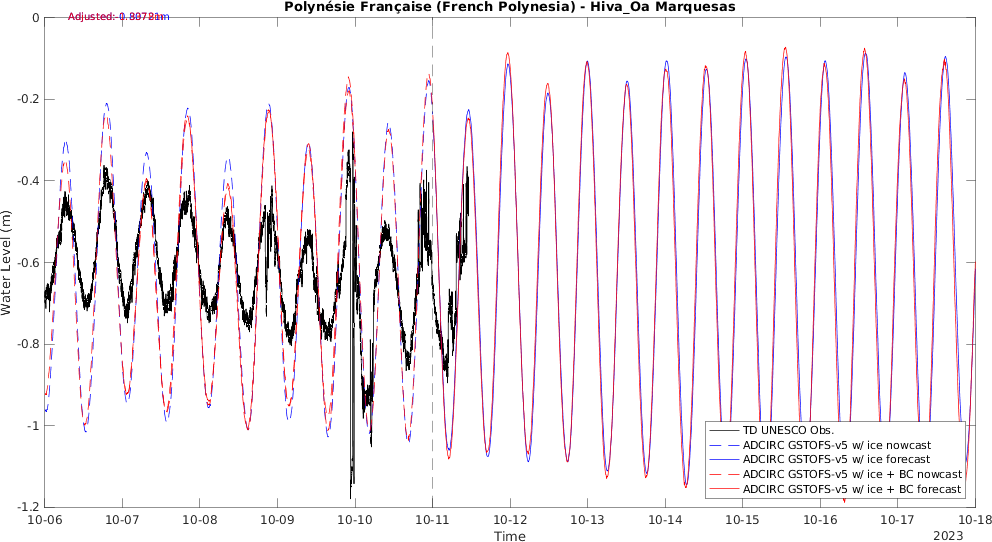 Polynésie Française (French Polynesia) - Hiva_Oa Marquesas
Adjusted:
0
-0.2
-0.4
-0.6
-0.8
-1
-1.2
Water Level (m)
TD UNESCO Obs.
ADCIRC GSTOFS-v5 w/ ice nowcast
ADCIRC GSTOFS-v5 w/ ice forecast
ADCIRC GSTOFS-v5 w/ ice + BC nowcast
ADCIRC GSTOFS-v5 w/ ice + BC forecast
10-06 10-07 10-08 10-09 10-10 10-11 10-12 10-13 10-14 10-15 10-16 10-17 10-18
Time
2023